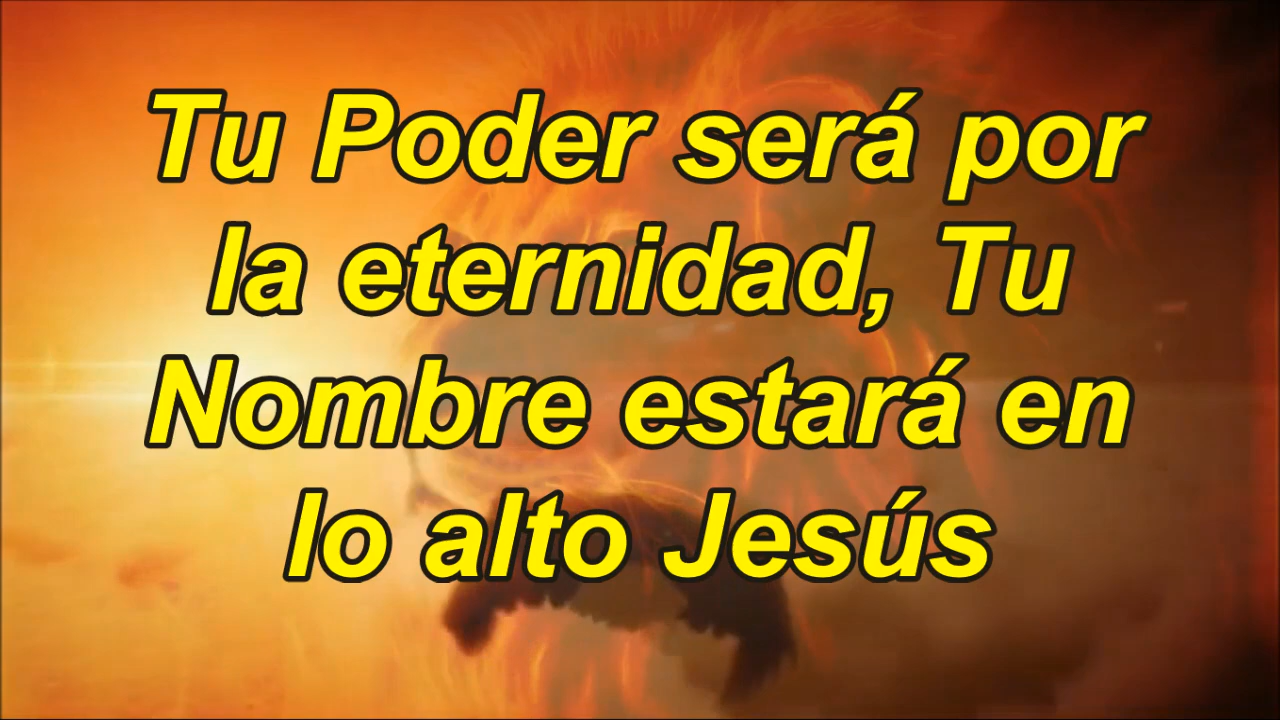 Tu Poder será por
la eternidad, Tu
Nombre estará en
lo alto Jesús